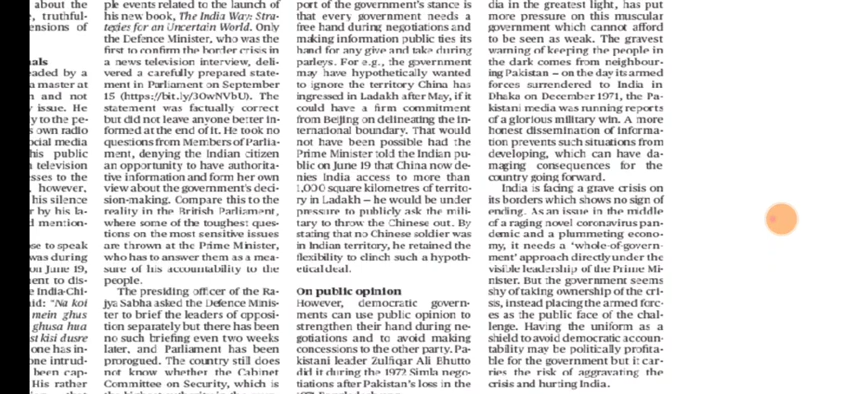 about the
, truthful-
ensions of
als
eaded by a
a master at
n and not
issue. He
y to the pe-
s own radio
ocial media
his public
television
sses to the
, however,
his silence
r by his la-
d mention-
se to speak
was during
on June 19,
ent to dis-
e India-Chi-
id: "Na koi
mein ghus
ghusa hua
st kisi dusre
one has in-
one intrud-
been cap-
His rather
ple events related to the launch of
his new book, The India Way: Stra-
tegies for an Uncertain World. Only
the Defence Minister, who was the
first to confirm the border crisis in
a news television interview, deli-
vered a carefully prepared state-
ment in Parliament on September
15 (https://bit.ly/30wNVbU). The
statement was factually correct
but did not leave anyone better in-
formed at the end of it. He took no
questions from Members of Parlia-
ment, denying the Indian citizen
an opportunity to have authorita-
tive information and form her own
view about the government's deci-
sion-making. Compare this to the
reality in the British Parliament,
where some of the toughest ques-
tions on the most sensitive issues
are thrown at the Prime Minister,
who has to answer them as a mea-
sure of his accountability to the
people.
The presiding officer of the Ra-
jya Sabha asked the Defence Minis-
ter to brief the leaders of opposi-
tion separately but there has been
no such briefing even two weeks
later, and Parliament has been
prorogued. The country still does
not know whether the Cabinet
Committee on Security, which is
port of the government's stance is
that every government needs a
free hand during negotiations and
making information public ties its
hand for any give and take during
parleys. For e.g., the government
may have hypothetically wanted
to ignore the territory China has
ingressed in Ladakh after May, if it
could have a firm commitment
from Beijing on delineating the in-
ternational boundary. That would
not have been possible had the
Prime Minister told the Indian pu-
blic on June 19 that China now de-
nies India access to more than
1,000 square kilometres of territo-
ry in Ladakh – he would be under
pressure to publicly ask the mili-
tary to throw the Chinese out. By
stating that no Chinese soldier was
in Indian territory, he retained the
flexibility to clinch such a hypoth-
etical deal.
On public opinion
However, democratic govern-
ments can use public opinion to
strengthen their hand during ne-
gotiations and to avoid making
concessions to the other party. Pa-
kistani leader Zulfiqar Ali Bhutto
did it during the 1972 Simla nego-
tiations after Pakistan's loss in the
dia in the greatest light, has put
more pressure on this muscular
government which cannot afford
to be seen as weak. The gravest
warning of keeping the people in
the dark comes from neighbour-
ing Pakistan – on the day its armed
forces surrendered to India in
Dhaka on December 1971, the Pa-
kistani media was running reports
of a glorious military win. A more
honest dissemination of informa-
tion prevents such situations from
developing, which can have da-
maging consequences for the
country going forward.
India is facing a grave crisis on
its borders which shows no sign of
ending. As an issue in the middle
of a raging novel coronavirus pan-
demic and a plummeting econo-
my, it needs a 'whole-of-govern-
ment' approach directly under the
visible leadership of the Prime Mi-
nister. But the government seems
shy of taking ownership of the cri-
sis, instead placing the armed forc-
es as the public face of the chal-
lenge. Having the uniform as a
shield to avoid democratic accoun-
tability may be politically profita-
ble for the government but it car-
ries the risk of aggravating the
crisis and hurting India.